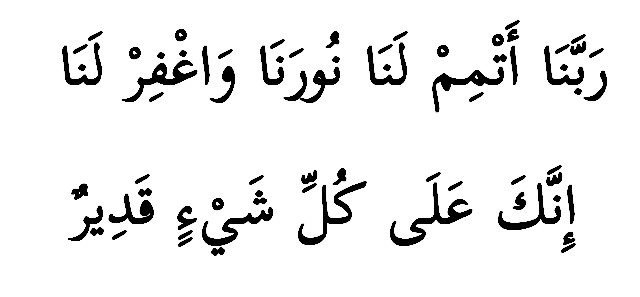 رَبَّنَا أَتْمِمْ لَنَا نُورَنَا وَاغْفِرْ لَنَا
إِنَّكَ عَلَى كُلِّ شَيْءٍ قَدِيرٌ